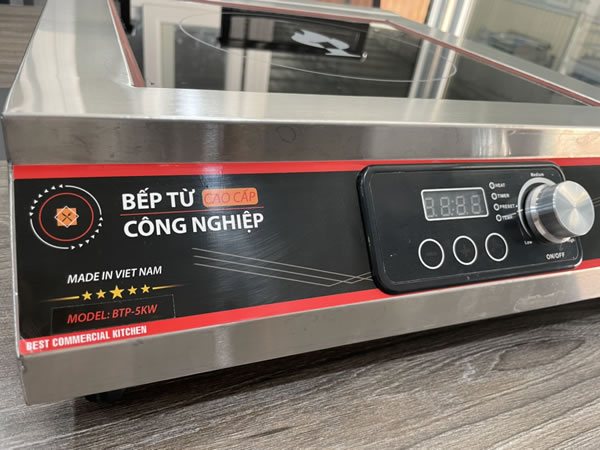 BẾP TỪ CAO CẤP
CÔNG NGHIỆP
MADE IN VIET NAM
MODEL: BTP-5KW
BEST COMMERCIAL KITCHEN
HEAT
TIMER
PRESET
TEMP
Medium
Low
ON/OFF